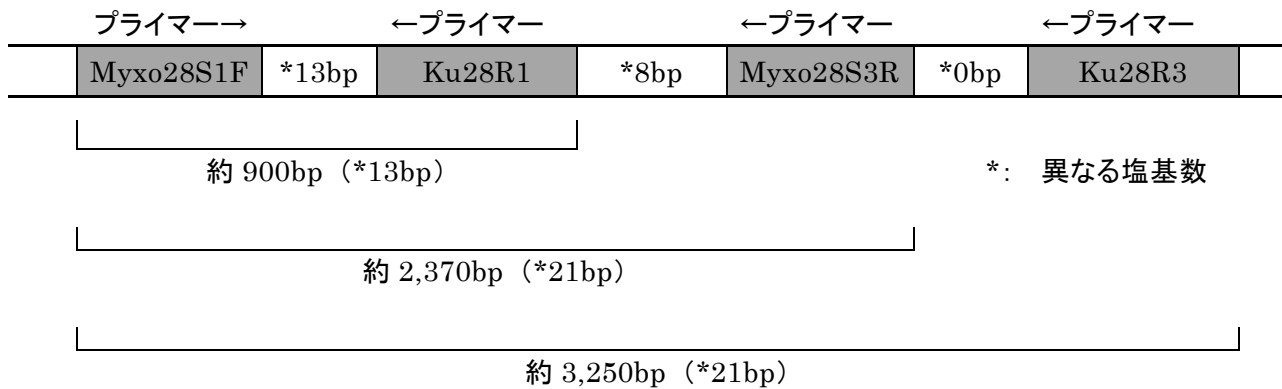 プライマー→ ←プライマー ←プライマー ←プライマー
Myxo28S1F *13bp Ku28R1 *8bp Myxo28S3R *0bp Ku28R3
約 900bp（*13bp） *: 異なる塩基数
約 2,370bp（*21bp）
約 3,250bp（*21bp）